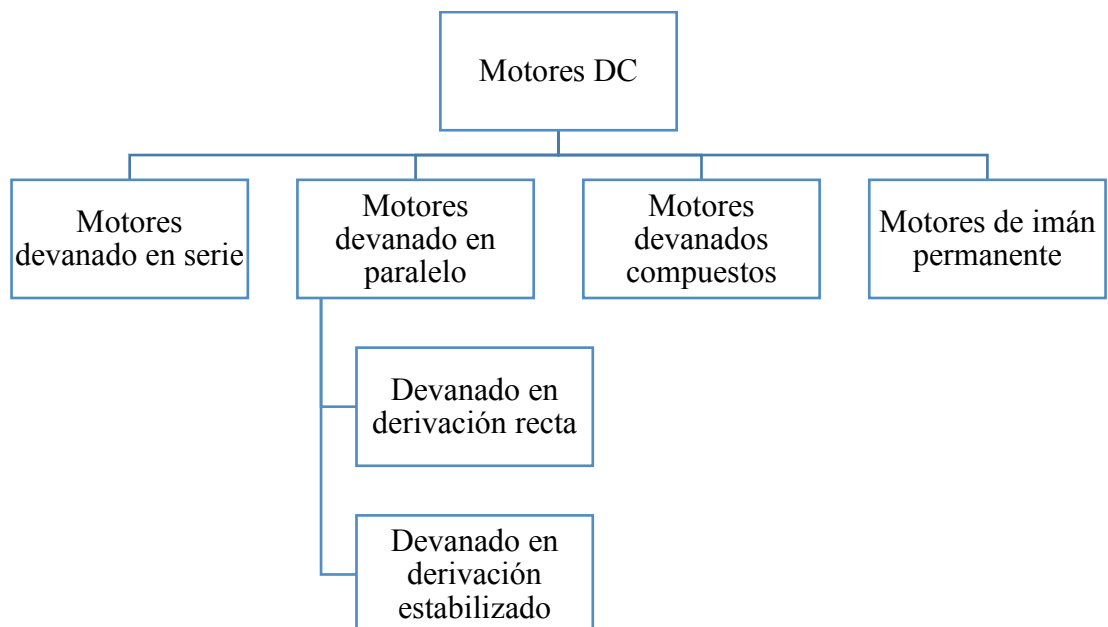 Motores DC
Motores
devanado en serie
Motores
devanado en
paralelo
Motores
devanados
compuestos
Motores de imán
permanente
Devanado en
derivación recta
Devanado en
derivación
estabilizado